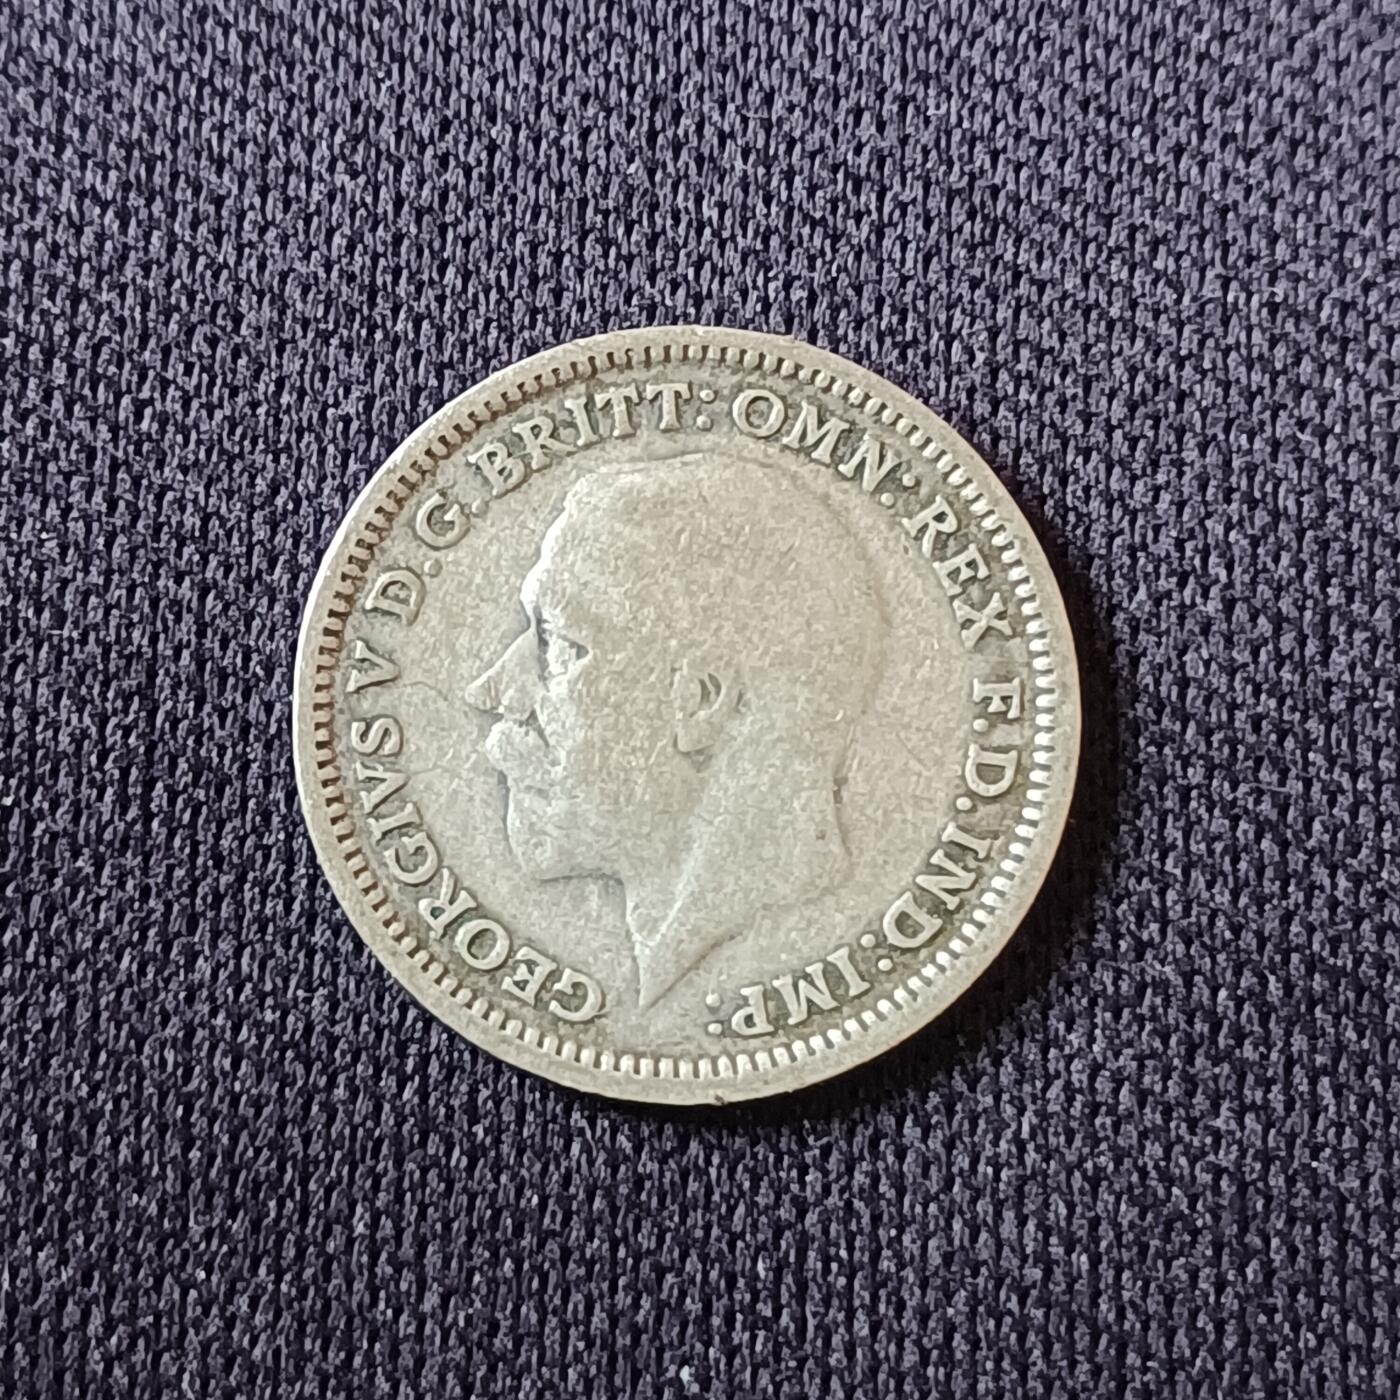 GEORGIVS V D.G.BRITT: OMN: REX F.D.IND:IMP: